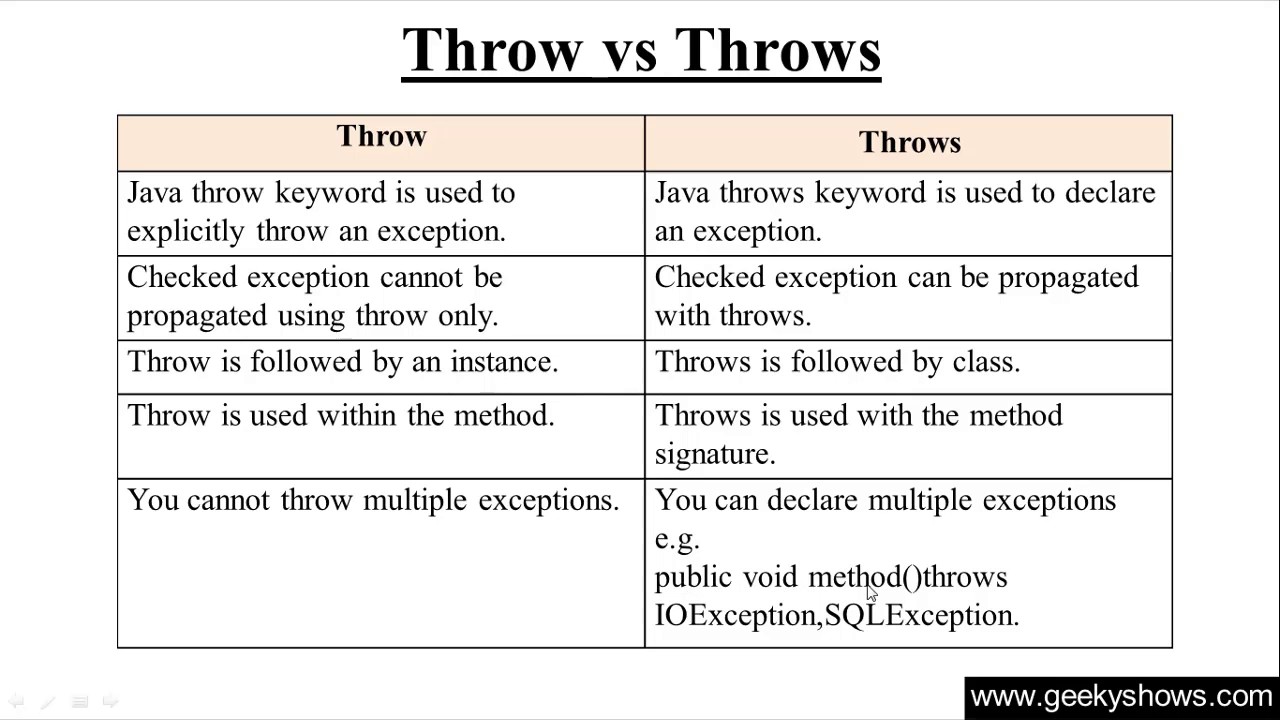 Throw vs Throws
Throw
Throws
Java throw keyword is used to
explicitly throw an exception.
Java throws keyword is used to declare
an exception.
Checked exception cannot be
propagated using throw only.
Checked exception can be propagated
with throws.
Throw is followed by an instance.
Throws is followed by class.
Throw is used within the method.
Throws is used with the method
signature.
You cannot throw multiple exceptions.
You can declare multiple exceptions
e.g.
public void method()throws
IOException,SQLException.
www.geekyshows.com